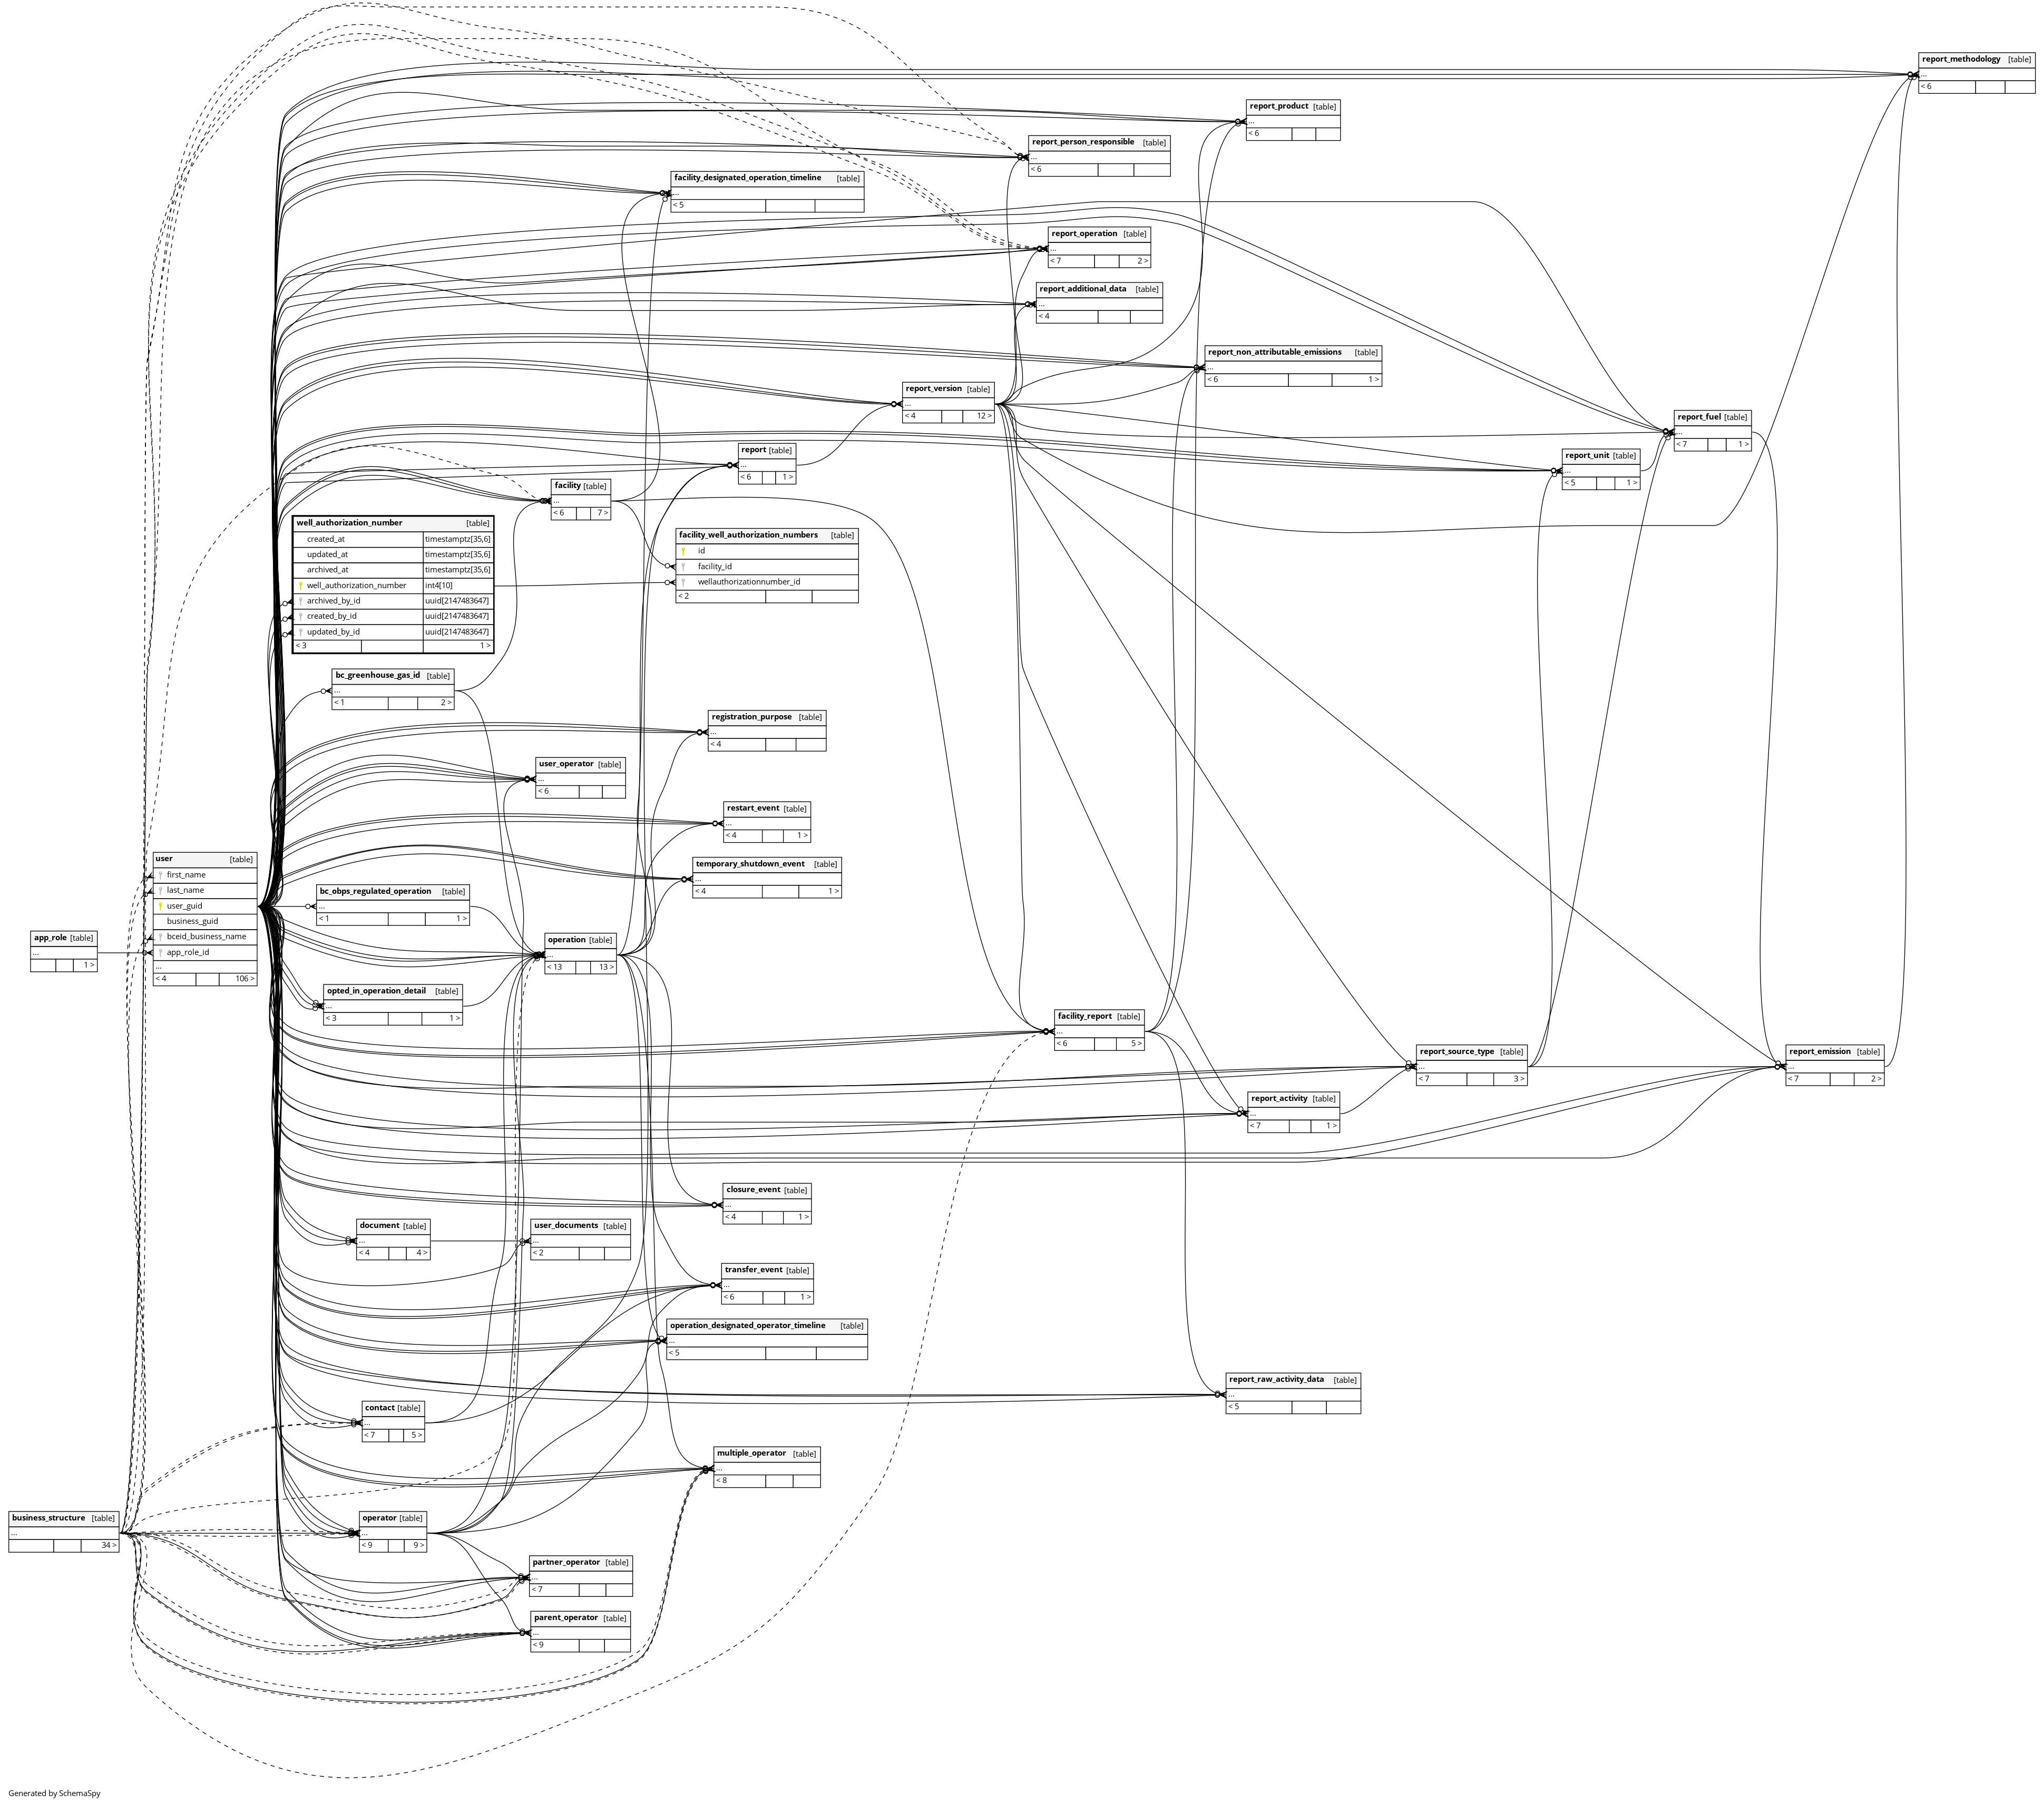 report_methodology [table]
...
< 6
report_product [table]
...
< 6
report_person_responsible [table]
...
< 6
facility_designated_operation_timeline [table]
...
< 5
report_operation [table]
...
< 7 2 >
report_additional_data [table]
...
< 4
report_non_attributable_emissions [table]
...
< 6 1 >
report_version [table]
...
< 4 12 >
report_fuel [table]
...
< 7 1 >
report [table]
...
< 6 1 >
report_unit [table]
...
< 5 1 >
facility [table]
...
< 6 7 >
well_authorization_number [table]
created_at timestamptz[35,6]
updated_at timestamptz[35,6]
archived_at timestamptz[35,6]
well_authorization_number int4[10]
archived_by_id uuid[2147483647]
created_by_id uuid[2147483647]
updated_by_id uuid[2147483647]
< 3 1 >
facility_well_authorization_numbers [table]
id
facility_id
wellauthorizationnumber_id
< 2
bc_greenhouse_gas_id [table]
...
< 1 2 >
registration_purpose [table]
...
< 4
user_operator [table]
...
< 6
restart_event [table]
...
< 4 1 >
user [table]
first_name
last_name
user_guid
business_guid
bceid_business_name
app_role_id
...
< 4 106 >
temporary_shutdown_event [table]
...
< 4 1 >
bc_obps_regulated_operation [table]
...
< 1 1 >
app_role [table]
...
1 >
operation [table]
...
< 13 13 >
opted_in_operation_detail [table]
...
< 3 1 >
facility_report [table]
...
< 6 5 >
report_source_type [table]
...
< 7 3 >
report_emission [table]
...
< 7 2 >
report_activity [table]
...
< 7 1 >
closure_event [table]
...
< 4 1 >
document [table]
...
< 4 4 >
user_documents [table]
...
< 2
transfer_event [table]
...
< 6 1 >
operation_designated_operator_timeline [table]
...
< 5
report_raw_activity_data [table]
...
< 5
contact [table]
...
< 7 5 >
multiple_operator [table]
...
< 8
business_structure [table]
...
34 >
operator [table]
...
< 9 9 >
partner_operator [table]
...
< 7
parent_operator [table]
...
< 9
Generated by SchemaSpy